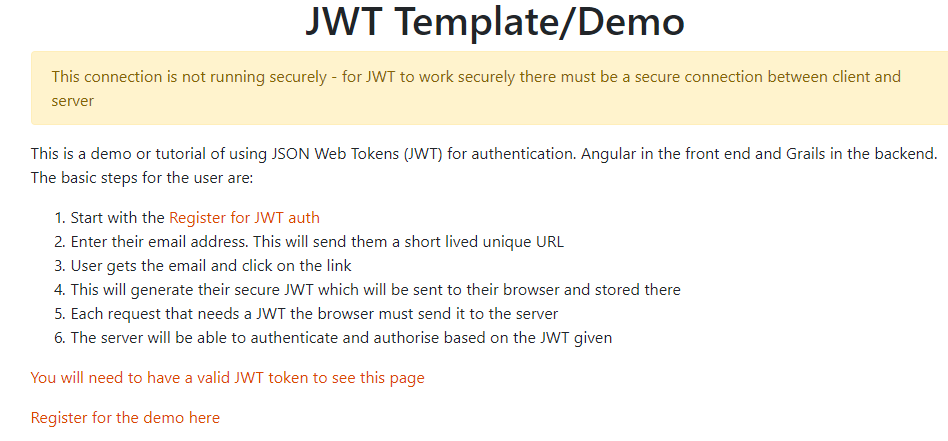 JWT Template/Demo
This connection is not running securely - for JWT to work securely there must be a secure connection between client and
server
This is a demo or tutorial of using JSON Web Tokens (JWT) for authentication. Angular in the front end and Grails in the backend.
The basic steps for the user are:
1. Start with the Register for JWT auth
2. Enter their email address. This will send them a short lived unique URL
3. User gets the email and click on the link
4. This will generate their secure JWT which will be sent to their browser and stored there
5. Each request that needs a JWT the browser must send it to the server
6. The server will be able to authenticate and authorise based on the JWT given
You will need to have a valid JWT token to see this page
Register for the demo here